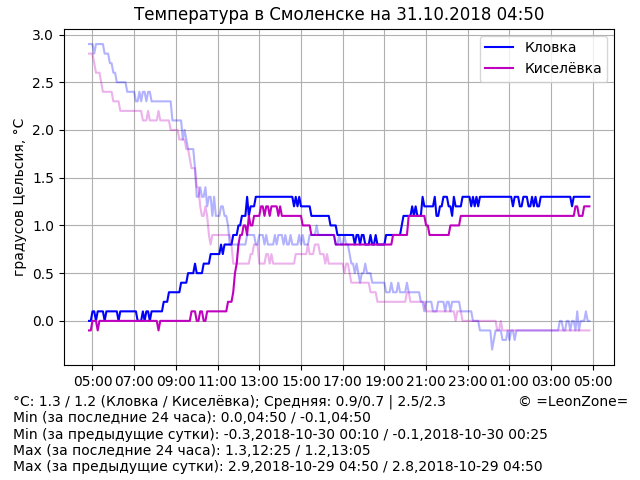 Температура в Смоленске на 31.10.2018 04:50
Кловка
Киселёвка
градусов Цельсия, °C
3.0
2.5
2.0
1.5
1.0
0.5
0.0
05:00 07:00 09:00 11:00 13:00 15:00 17:00 19:00 21:00 23:00 01:00 03:00 05:00
°C: 1.3 / 1.2 (Кловка / Киселёвка); Средняя: 0.9/0.7 | 2.5/2.3 © =LeonZone=
Min (за последние 24 часа): 0.0,04:50 / -0.1,04:50
Min (за предыдущие сутки): -0.3,2018-10-30 00:10 / -0.1,2018-10-30 00:25
Max (за последние 24 часа): 1.3,12:25 / 1.2,13:05
Max (за предыдущие сутки): 2.9,2018-10-29 04:50 / 2.8,2018-10-29 04:50